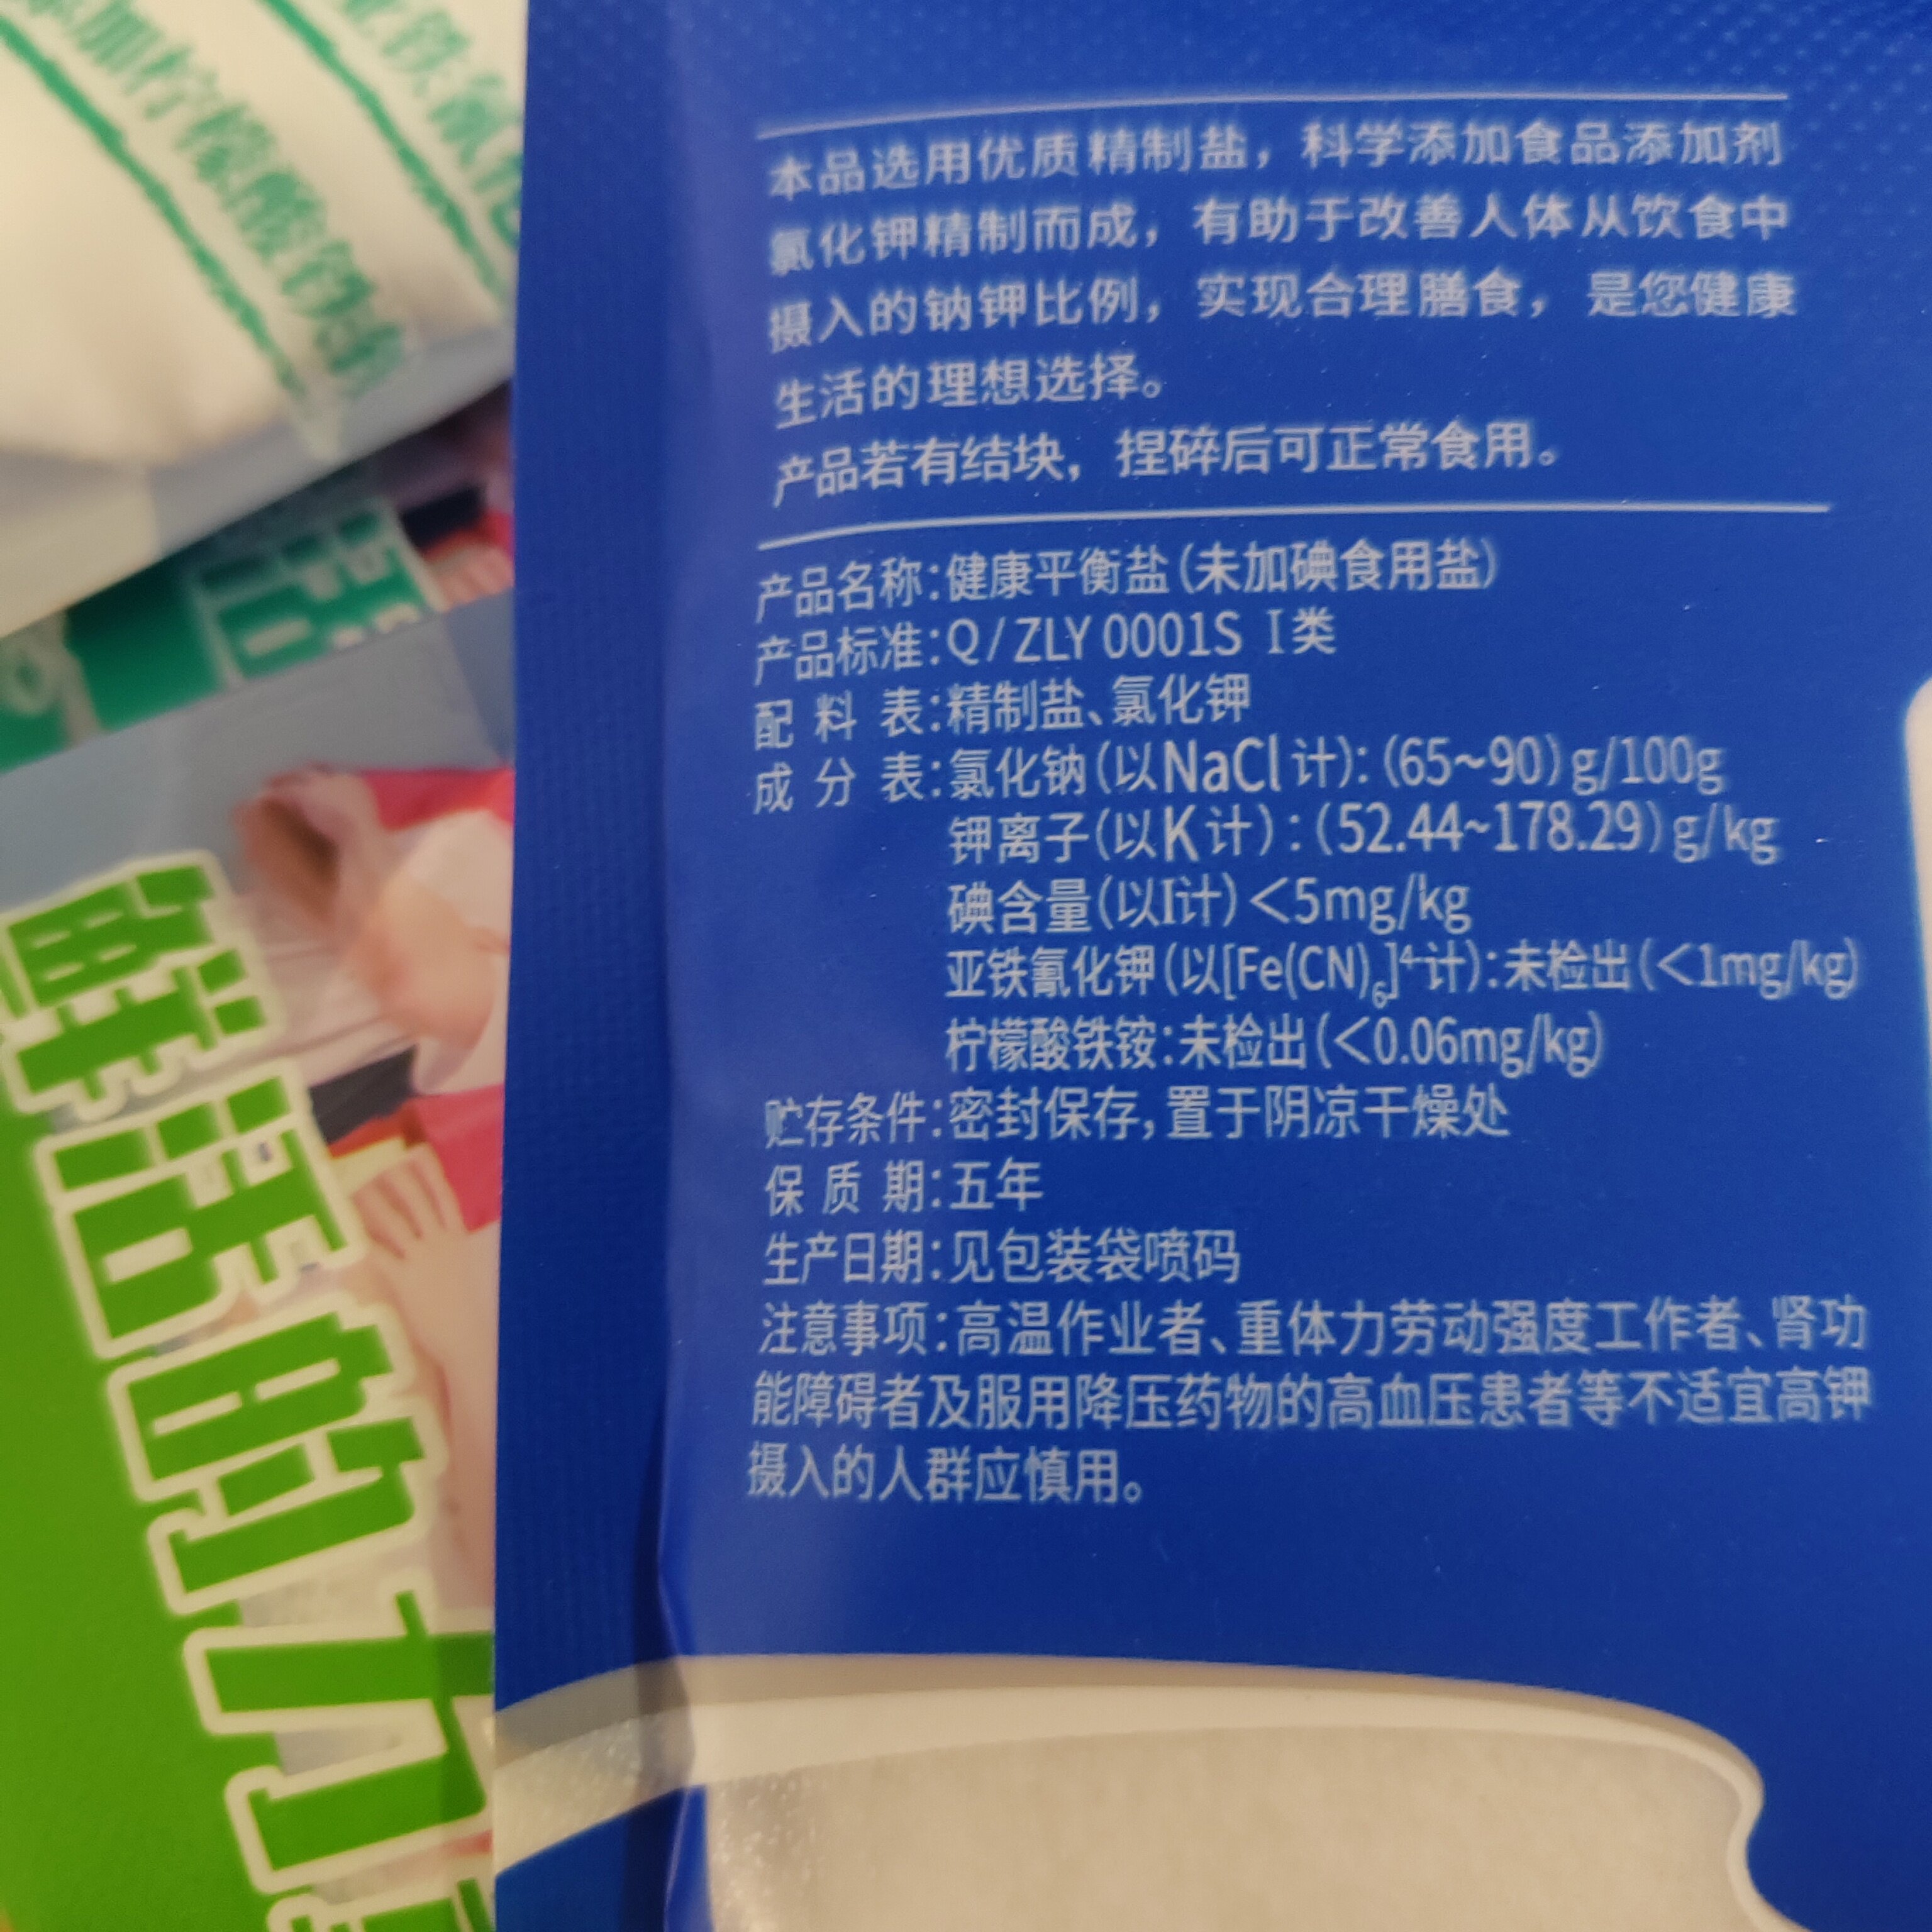 本品选用优质精制盐，科学添加食品添加剂
氯化钾精制而成，有助于改善人体从饮食中
摄入的钠钾比例，实现合理膳食，是您健康
生活的理想选择。
产品若有结块，捏碎后可正常食用。
产品名称：健康平衡盐（未加碘食用盐）
产品标准：Q/ZLY 0001S Ⅰ类
配料表：精制盐、氯化钾
成分表：氯化钠（以NaCl计）：（65~90）g/100g
钾离子（以K计）：（52.44~178.29）g/kg
碘含量（以I计）＜5mg/kg
亚铁氰化钾（以[Fe(CN)₆]⁴⁻计）：未检出（＜1mg/kg）
柠檬酸铁铵：未检出（＜0.06mg/kg）
贮存条件：密封保存，置于阴凉干燥处
保质期：五年
生产日期：见包装袋喷码
注意事项：高温作业者、重体力劳动强度工作者、肾功
能障碍者及服用降压药物的高血压患者等不适宜高钾
摄入的人群应慎用。
加柠檬酸铁
亚铁氰
活
鲜活的